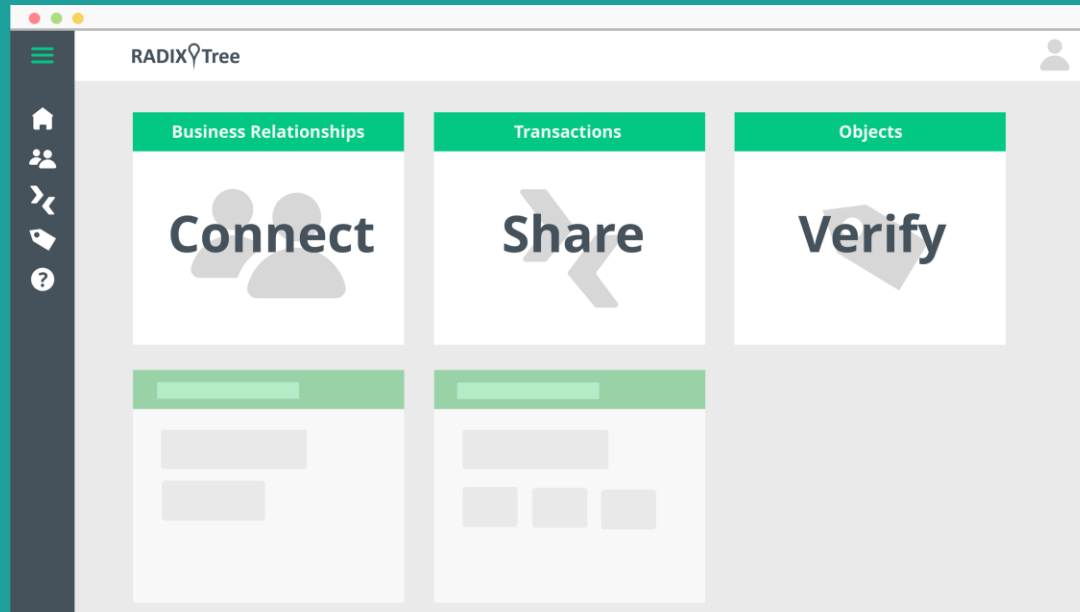 RADIX Tree
Business Relationships
Transactions
Objects
Connect
Share
Verify
?